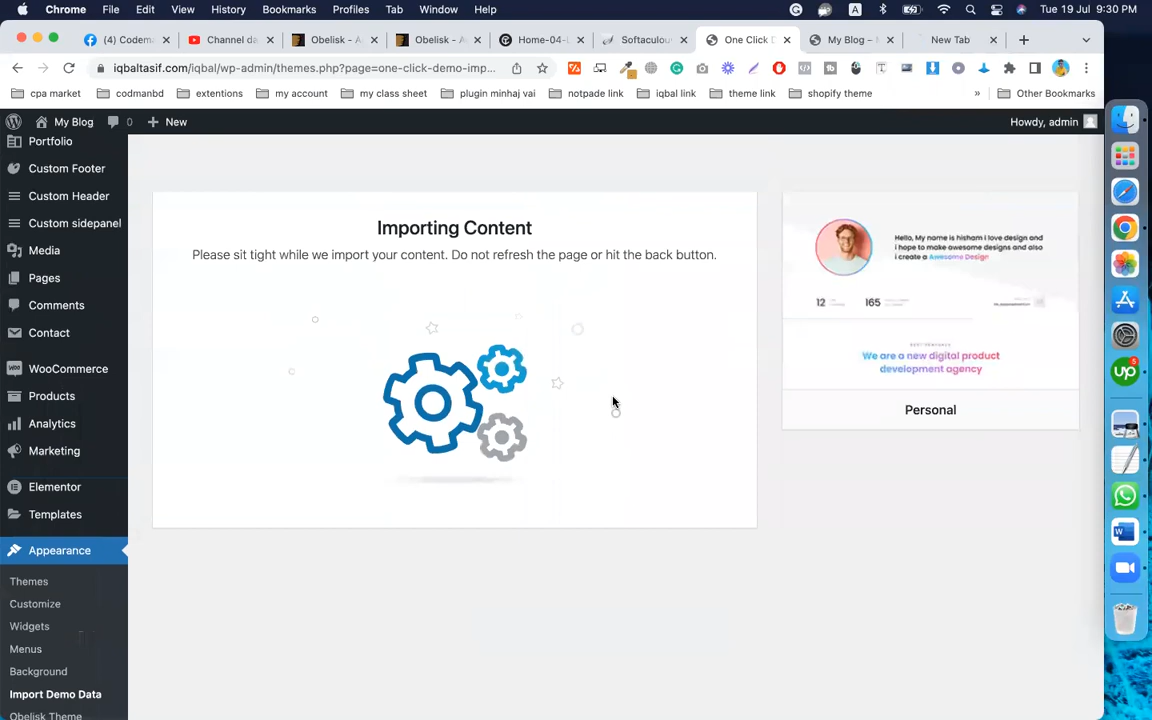 Chrome File Edit View History Bookmarks Profiles Tab Window Help A Tue 19 Jul 9:30 PM
(4) Codema Channel da Obelisk - A Obelisk - A Home-04-L Softaculou One Click D My Blog – New Tab
iqbaltasif.com/iqbal/wp-admin/themes.php?page=one-click-demo-imp...
cpa market codmanbd extentions my account my class sheet plugin minhaj vai notpade link iqbal link theme link shopify theme » Other Bookmarks
My Blog 0 New Howdy, admin
Portfolio
Custom Footer
Custom Header
Custom sidepanel
Media
Pages
Comments
Contact
WooCommerce
Products
Analytics
Marketing
Elementor
Templates
Appearance
Themes
Customize
Widgets
Menus
Background
Import Demo Data
Obelisk Theme
Importing Content
Please sit tight while we import your content. Do not refresh the page or hit the back button.
Hello, My name is hisham I love design and
i hope to make awesome designs and also
i create a Awesome Design
12 165
We are a new digital product
development agency
Personal
up 5
W